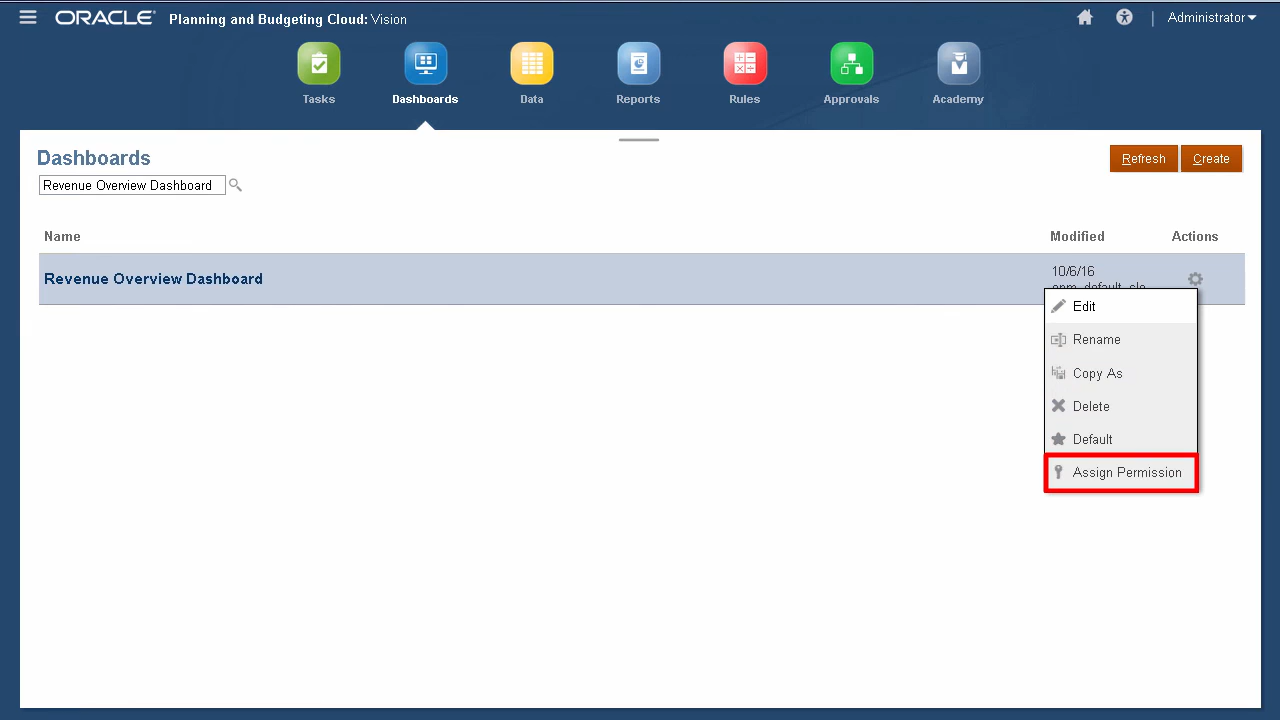 ORACLE® Planning and Budgeting Cloud: Vision
Administrator
Tasks Dashboards Data Reports Rules Approvals Academy
Dashboards
Refresh Create
Revenue Overview Dashboard
Name Modified Actions
Revenue Overview Dashboard
10/6/16
Edit
Rename
Copy As
Delete
Default
Assign Permission